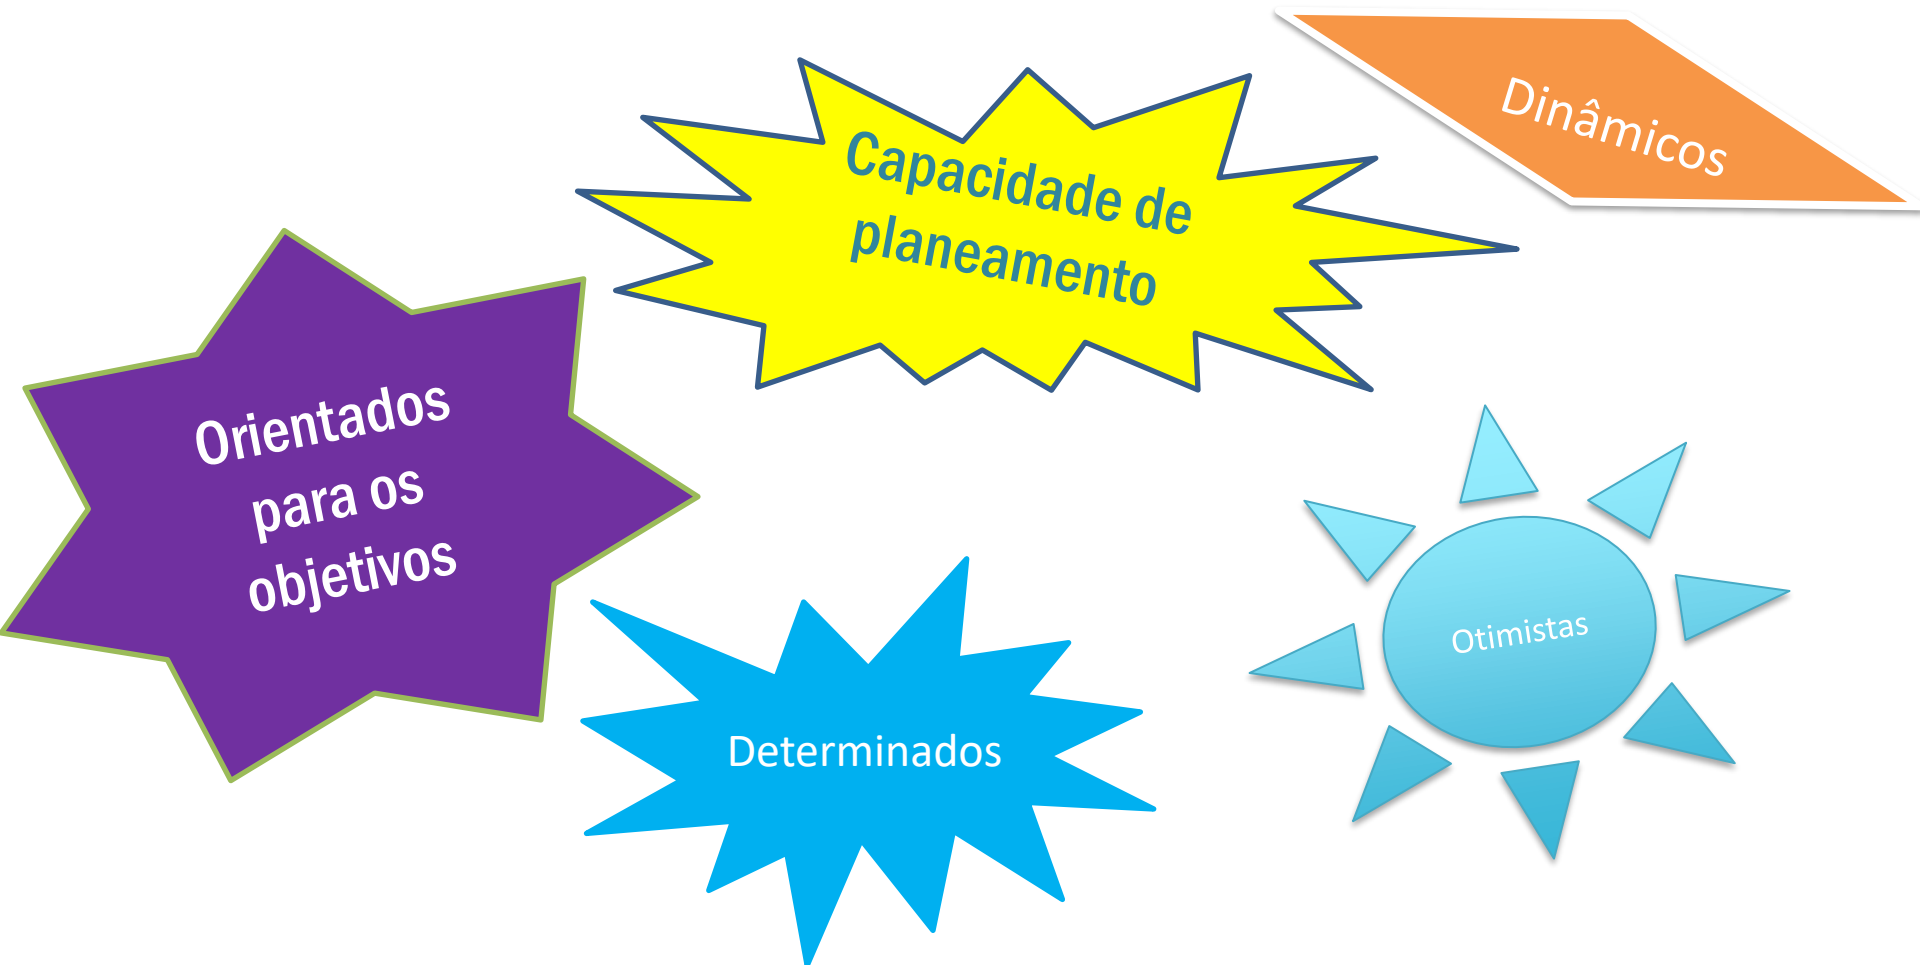 Dinâmicos
Capacidade de
planeamento
Orientados
para os
objetivos
Otimistas
Determinados